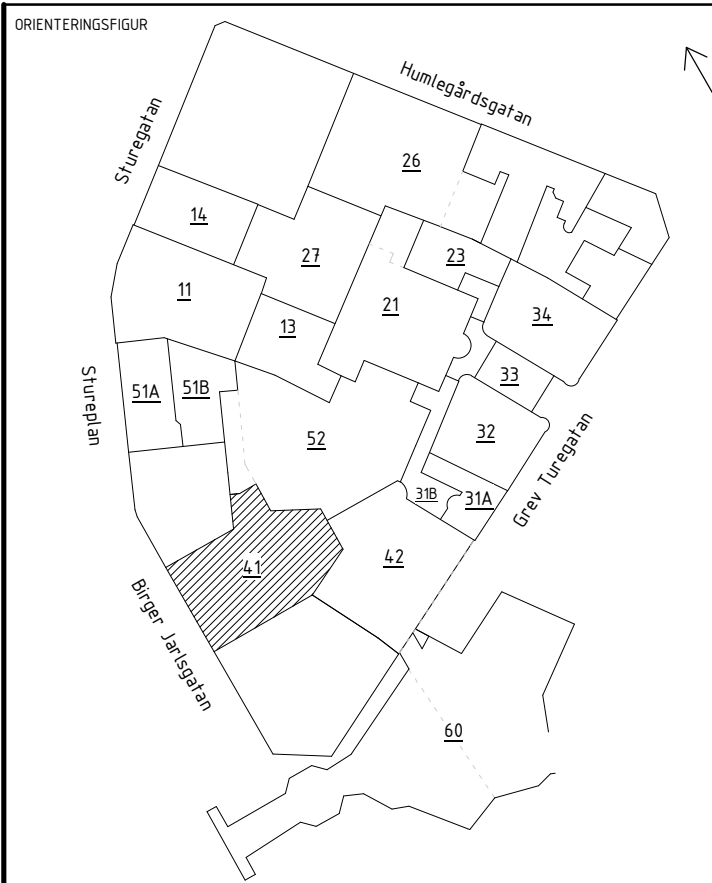 ORIENTERINGSFIGUR
Humlegårdsgatan
Sturegatan
26
14
27
23
11
21
34
13
33
51A
51B
Stureplan
52
32
31B
31A
Grev Turegatan
41
42
Birger Jarlsgatan
60